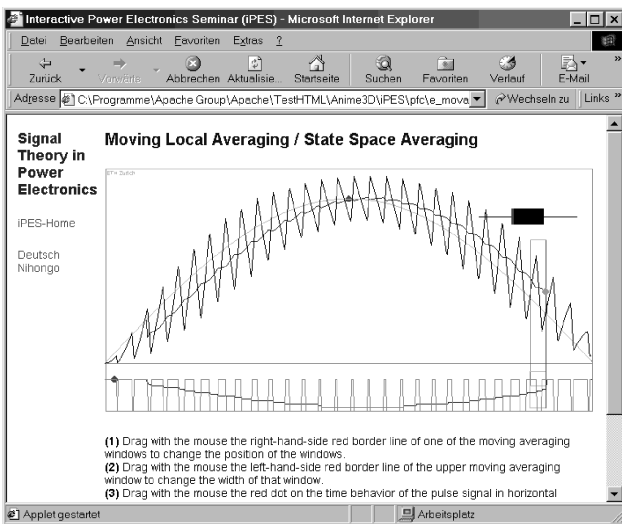 Interactive Power Electronics Seminar (iPES) - Microsoft Internet Explorer
Datei Bearbeiten Ansicht Favoriten Extras ?
Zurück Vorwärts Abbrechen Aktualisie... Startseite Suchen Favoriten Verlauf E-Mail »
Adresse C:\Programme\Apache Group\Apache\TestHTML\Anime3D\iPES\pfc\e_mova Wechseln zu Links »
Signal
Theory in
Power
Electronics
iPES-Home
Deutsch
Nihongo
Moving Local Averaging / State Space Averaging
ETH Zurich
(1) Drag with the mouse the right-hand-side red border line of one of the moving averaging
windows to change the position of the windows.
(2) Drag with the mouse the left-hand-side red border line of the upper moving averaging
window to change the width of that window.
(3) Drag with the mouse the red dot on the time behavior of the pulse signal in horizontal
Applet gestartet Arbeitsplatz